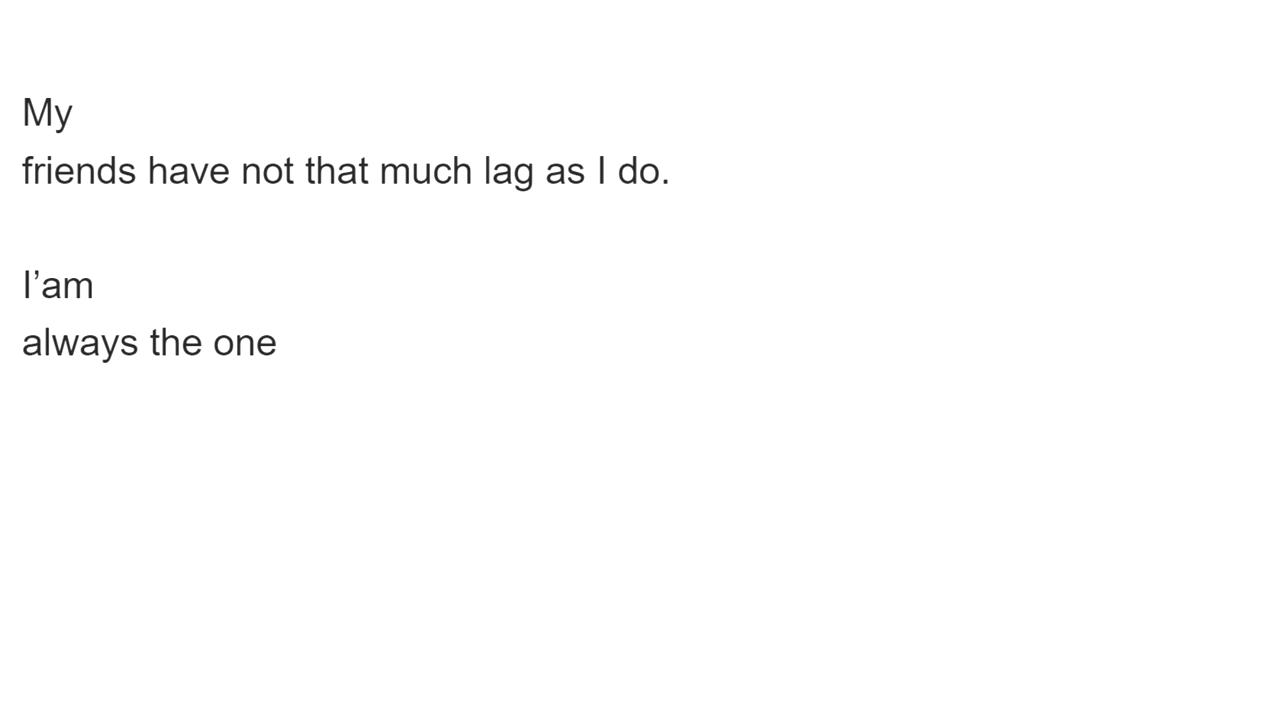 My
friends have not that much lag as I do.
I’am
always the one